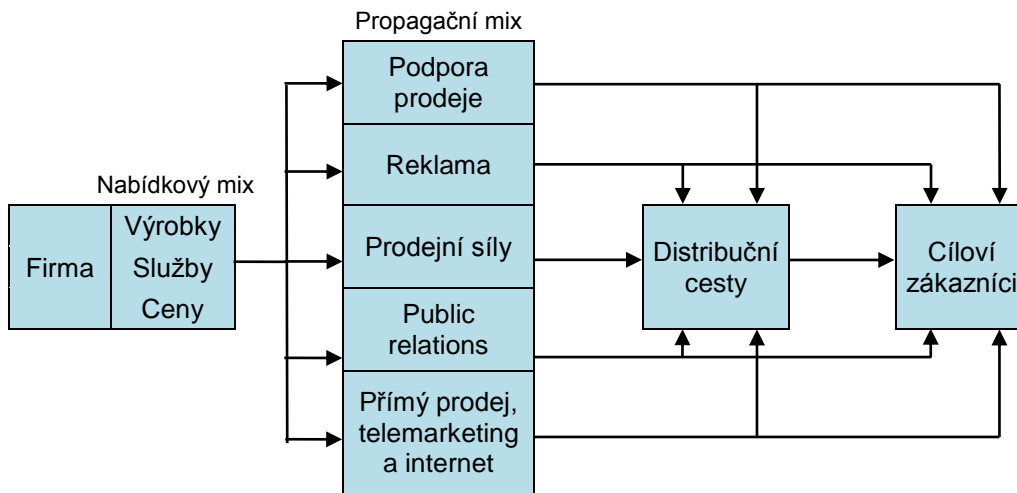 Propagační mix
Podpora
prodeje
Reklama
Nabídkový mix
Firma
Výrobky
Služby
Ceny
Prodejní síly
Distribuční
cesty
Cíloví
zákazníci
Public
relations
Přímý prodej,
telemarketing
a internet